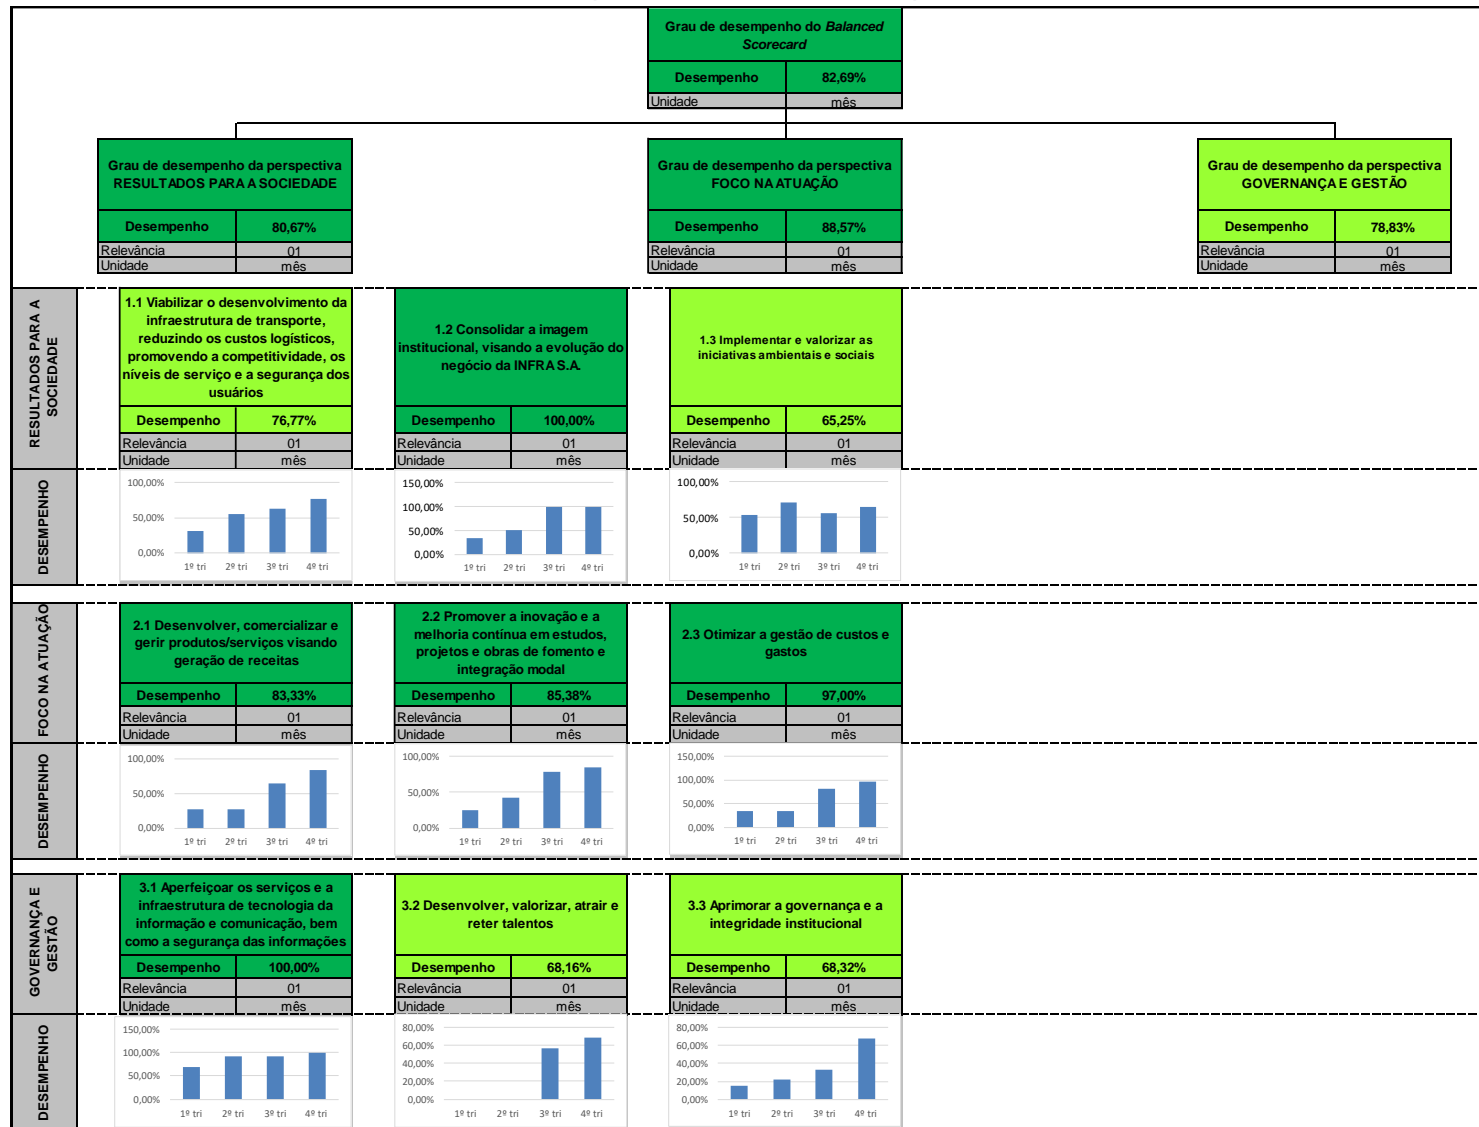 Grau de desempenho do Balanced
Scorecard
Desempenho 82,69%
Unidade mês
Grau de desempenho da perspectiva
RESULTADOS PARA A SOCIEDADE
Desempenho 80,67%
Relevância 01
Unidade mês
Grau de desempenho da perspectiva
FOCO NA ATUAÇÃO
Desempenho 88,57%
Relevância 01
Unidade mês
Grau de desempenho da perspectiva
GOVERNANÇA E GESTÃO
Desempenho 78,83%
Relevância 01
Unidade mês
RESULTADOS PARA A
SOCIEDADE
1.1 Viabilizar o desenvolvimento da
infraestrutura de transporte,
reduzindo os custos logísticos,
promovendo a competitividade, os
níveis de serviço e a segurança dos
usuários
Desempenho 76,77%
Relevância 01
Unidade mês
1.2 Consolidar a imagem
institucional, visando a evolução do
negócio da INFRA S.A.
Desempenho 100,00%
Relevância 01
Unidade mês
1.3 Implementar e valorizar as
iniciativas ambientais e sociais
Desempenho 65,25%
Relevância 01
Unidade mês
DESEMPENHO
100,00%
50,00%
0,00%
1º tri 2º tri 3º tri 4º tri
150,00%
100,00%
50,00%
0,00%
1º tri 2º tri 3º tri 4º tri
100,00%
50,00%
0,00%
1º tri 2º tri 3º tri 4º tri
FOCO NA ATUAÇÃO
2.1 Desenvolver, comercializar e
gerir produtos/serviços visando
geração de receitas
Desempenho 83,33%
Relevância 01
Unidade mês
2.2 Promover a inovação e a
melhoria contínua em estudos,
projetos e obras de fomento e
integração modal
Desempenho 85,38%
Relevância 01
Unidade mês
2.3 Otimizar a gestão de custos e
gastos
Desempenho 97,00%
Relevância 01
Unidade mês
DESEMPENHO
100,00%
50,00%
0,00%
1º tri 2º tri 3º tri 4º tri
100,00%
50,00%
0,00%
1º tri 2º tri 3º tri 4º tri
150,00%
100,00%
50,00%
0,00%
1º tri 2º tri 3º tri 4º tri
GOVERNANÇA E
GESTÃO
3.1 Aperfeiçoar os serviços e a
infraestrutura de tecnologia da
informação e comunicação, bem
como a segurança das informações
Desempenho 100,00%
Relevância 01
Unidade mês
3.2 Desenvolver, valorizar, atrair e
reter talentos
Desempenho 68,16%
Relevância 01
Unidade mês
3.3 Aprimorar a governança e a
integridade institucional
Desempenho 68,32%
Relevância 01
Unidade mês
DESEMPENHO
150,00%
100,00%
50,00%
0,00%
1º tri 2º tri 3º tri 4º tri
80,00%
60,00%
40,00%
20,00%
0,00%
1º tri 2º tri 3º tri 4º tri
80,00%
60,00%
40,00%
20,00%
0,00%
1º tri 2º tri 3º tri 4º tri